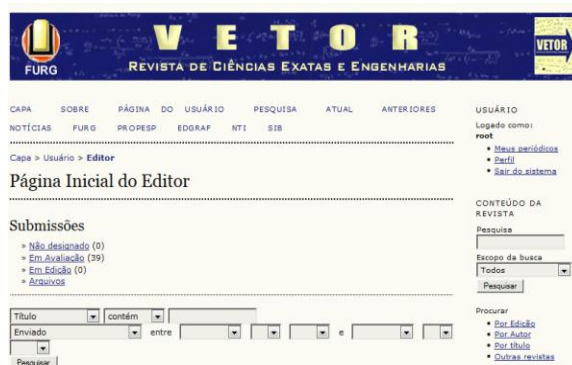 FURG
VETOR
REVISTA DE CIÊNCIAS EXATAS E ENGENHARIAS
VETOR
CAPA SOBRE PÁGINA DO USUÁRIO PESQUISA ATUAL ANTERIORES
NOTÍCIAS FURG PROPESP EDGRAF NTI SIB
Capa > Usuário > Editor
Página Inicial do Editor
Submissões
» Não designado (0)
» Em Avaliação (39)
» Em Edição (0)
» Arquivos
Título contém
Enviado entre e
Pesquisar
USUÁRIO
Logado como:
root
Meus periódicos
Perfil
Sair do sistema
CONTEÚDO DA
REVISTA
Pesquisa
Escopo da busca
Todos
Pesquisar
Procurar
Por Edição
Por Autor
Por título
Outras revistas